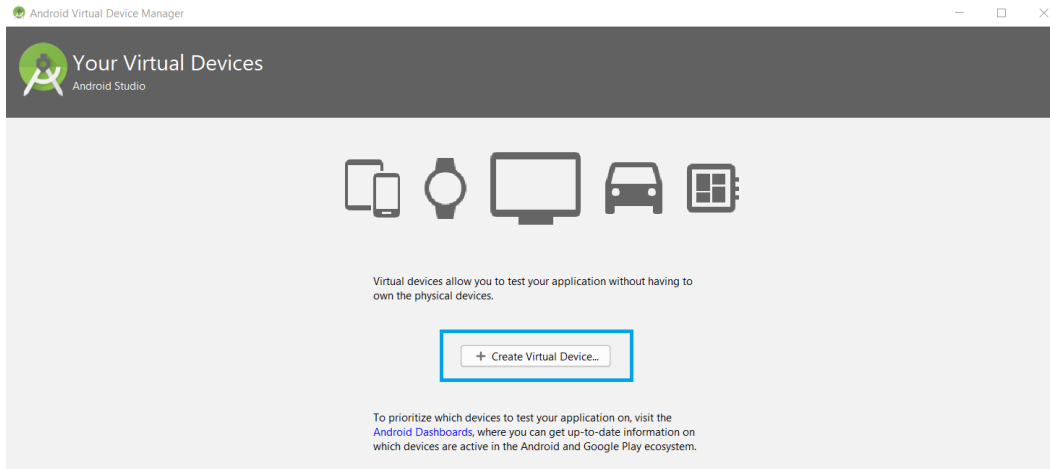 Android Virtual Device Manager
Your Virtual Devices
Android Studio
Virtual devices allow you to test your application without having to
own the physical devices.
+ Create Virtual Device...
To prioritize which devices to test your application on, visit the
Android Dashboards, where you can get up-to-date information on
which devices are active in the Android and Google Play ecosystem.